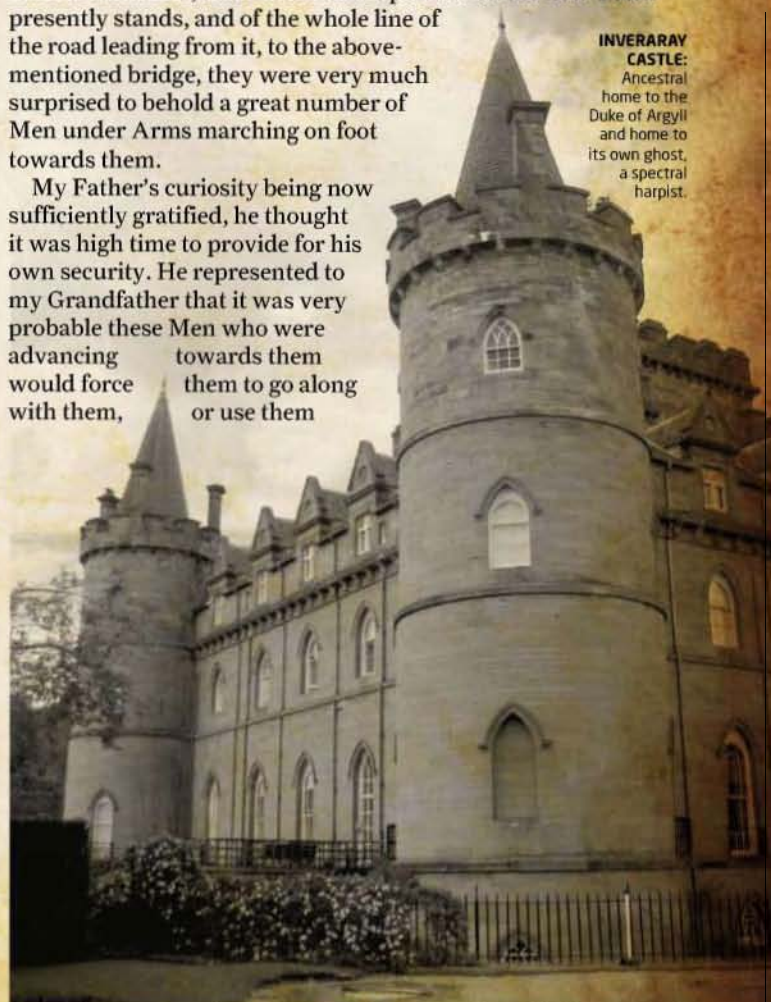 presently stands, and of the whole line of
the road leading from it, to the above-
mentioned bridge, they were very much
surprised to behold a great number of
Men under Arms marching on foot
towards them.
My Father's curiosity being now
sufficiently gratified, he thought
it was high time to provide for his
own security. He represented to
my Grandfather that it was very
probable these Men who were
advancing towards them
would force them to go along
with them, or use them
INVERARAY
CASTLE:
Ancestral
home to the
Duke of Argyll
and home to
its own ghost,
a spectral
harpist.